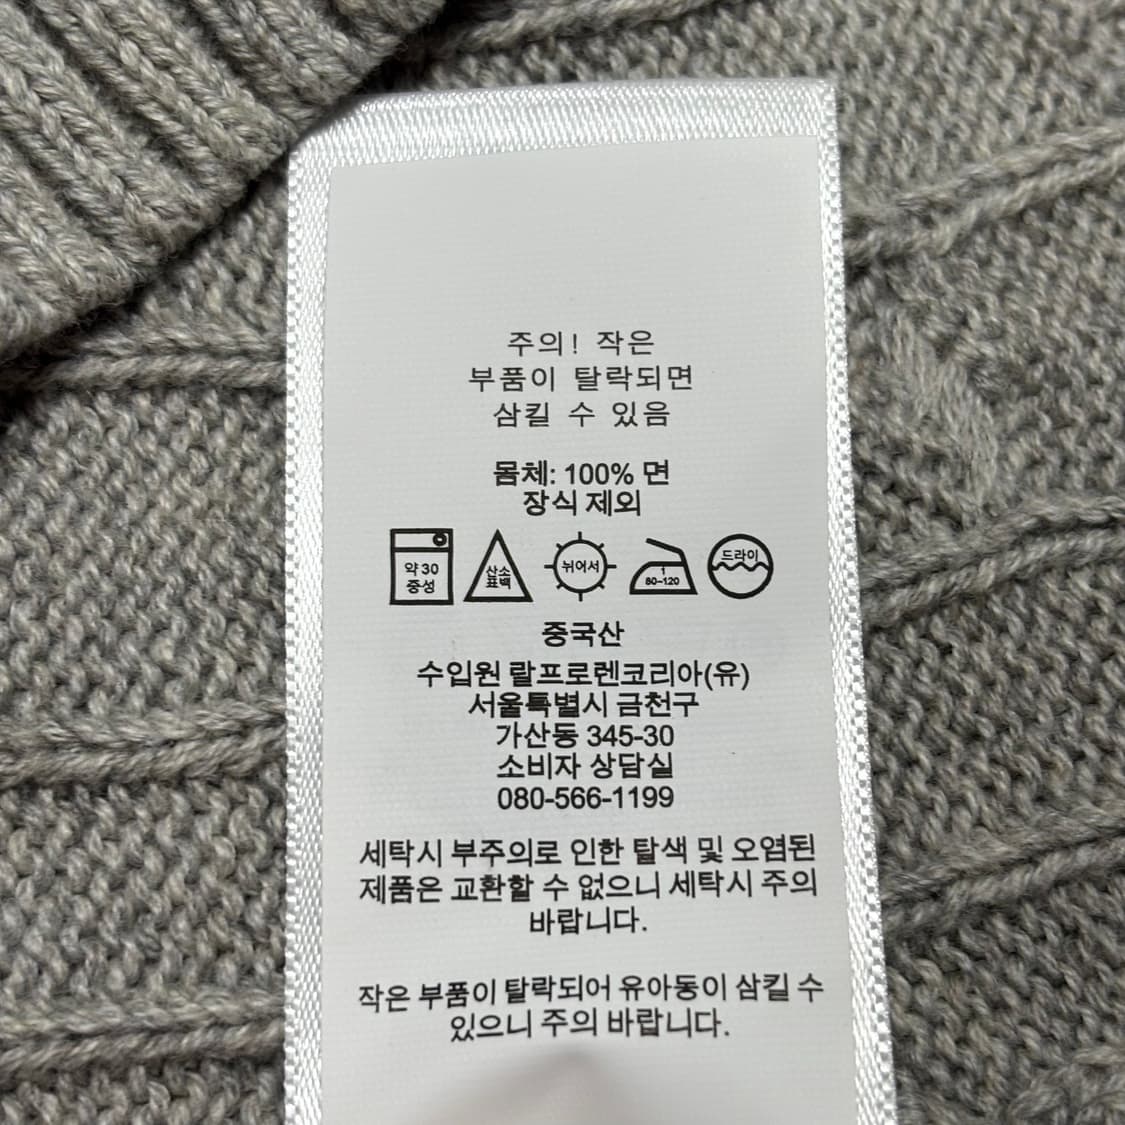 주의! 작은
부품이 탈락되면
삼킬 수 있음
몸체: 100% 면
장식 제외
약 30
중성
산소
표백
뉘어서
1
80-120
드라이
중국산
수입원 랄프로렌코리아(유)
서울특별시 금천구
가산동 345-30
소비자 상담실
080-566-1199
세탁시 부주의로 인한 탈색 및 오염된
제품은 교환할 수 없으니 세탁시 주의
바랍니다.
작은 부품이 탈락되어 유아동이 삼킬 수
있으니 주의 바랍니다.